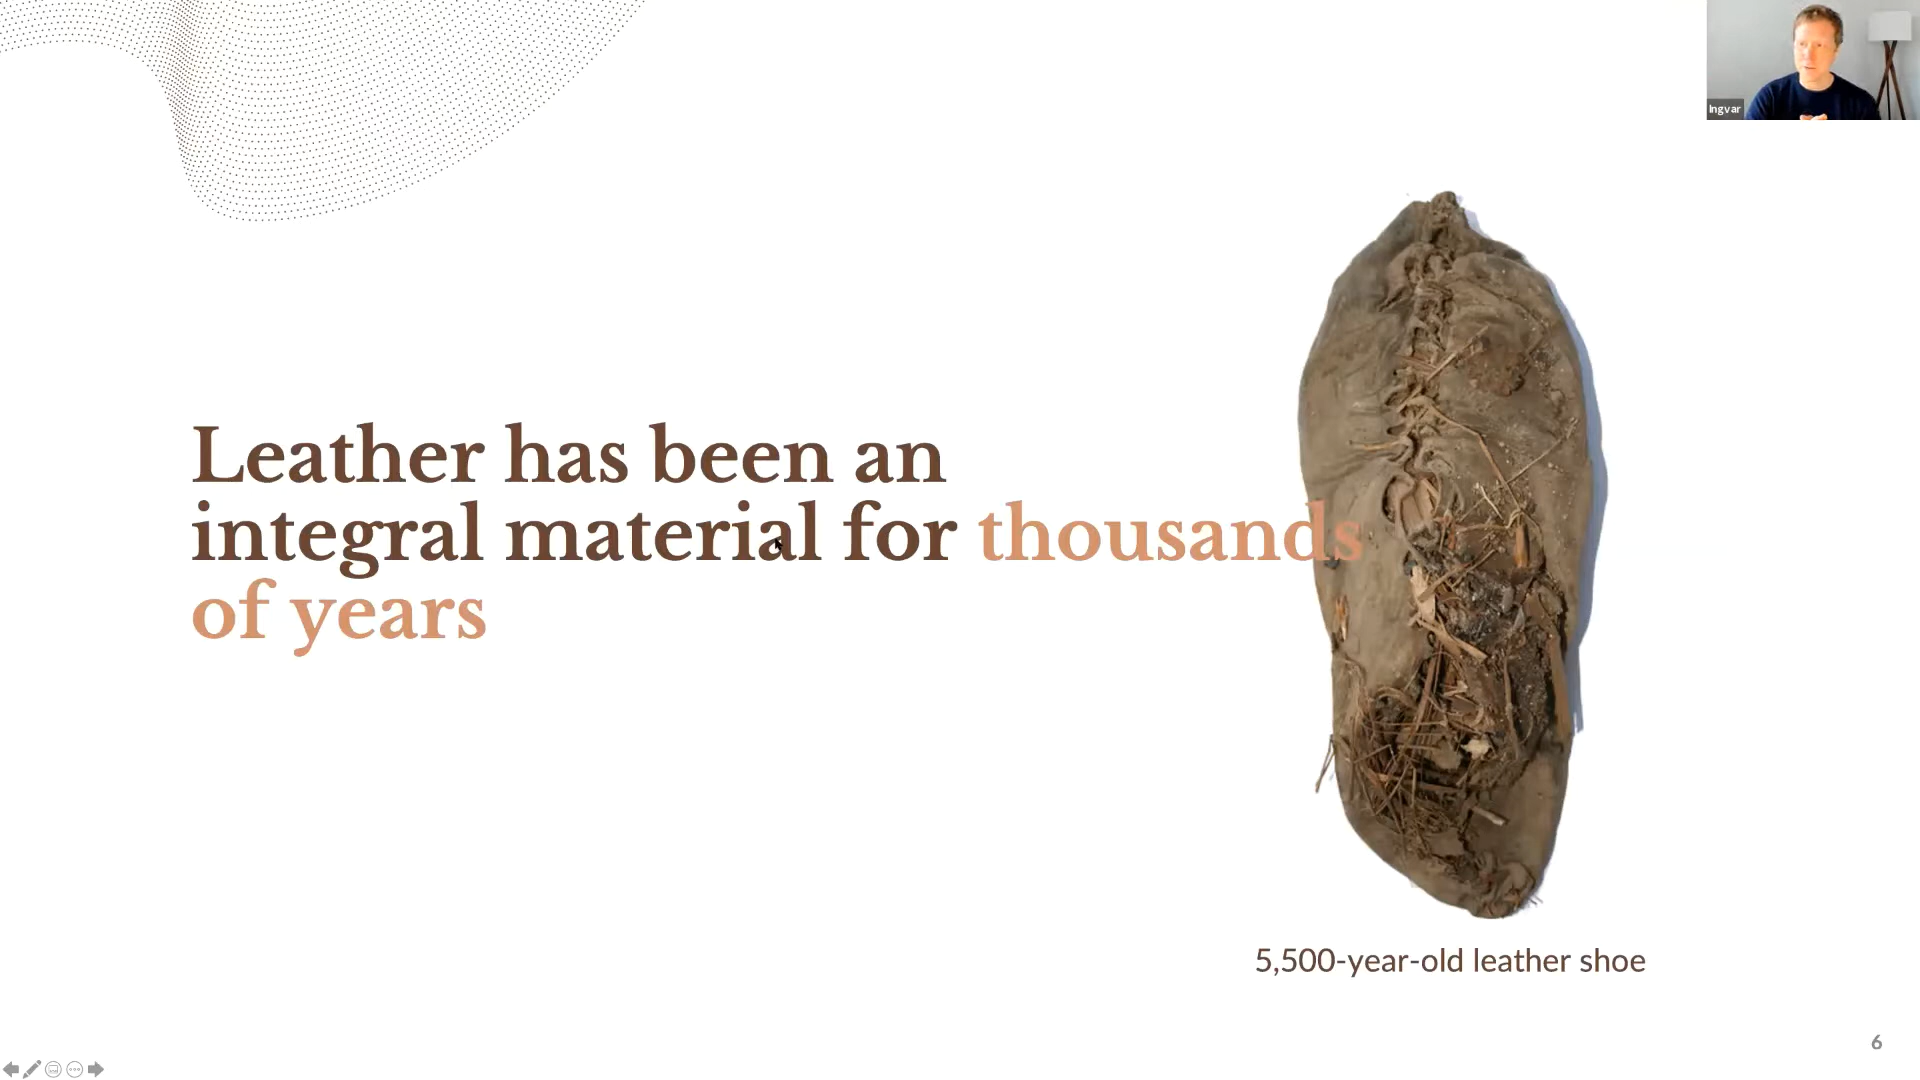 Ingvar
Leather has been an
integral material for thousands
of years
5,500-year-old leather shoe
6